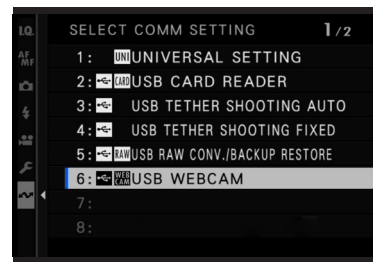 I.Q.
SELECT COMM SETTING 1/2
AF MF
1: UNI UNIVERSAL SETTING
2: CARD USB CARD READER
3: USB TETHER SHOOTING AUTO
4: USB TETHER SHOOTING FIXED
5: RAW USB RAW CONV./BACKUP RESTORE
6: WEB CAM USB WEBCAM
7:
8: